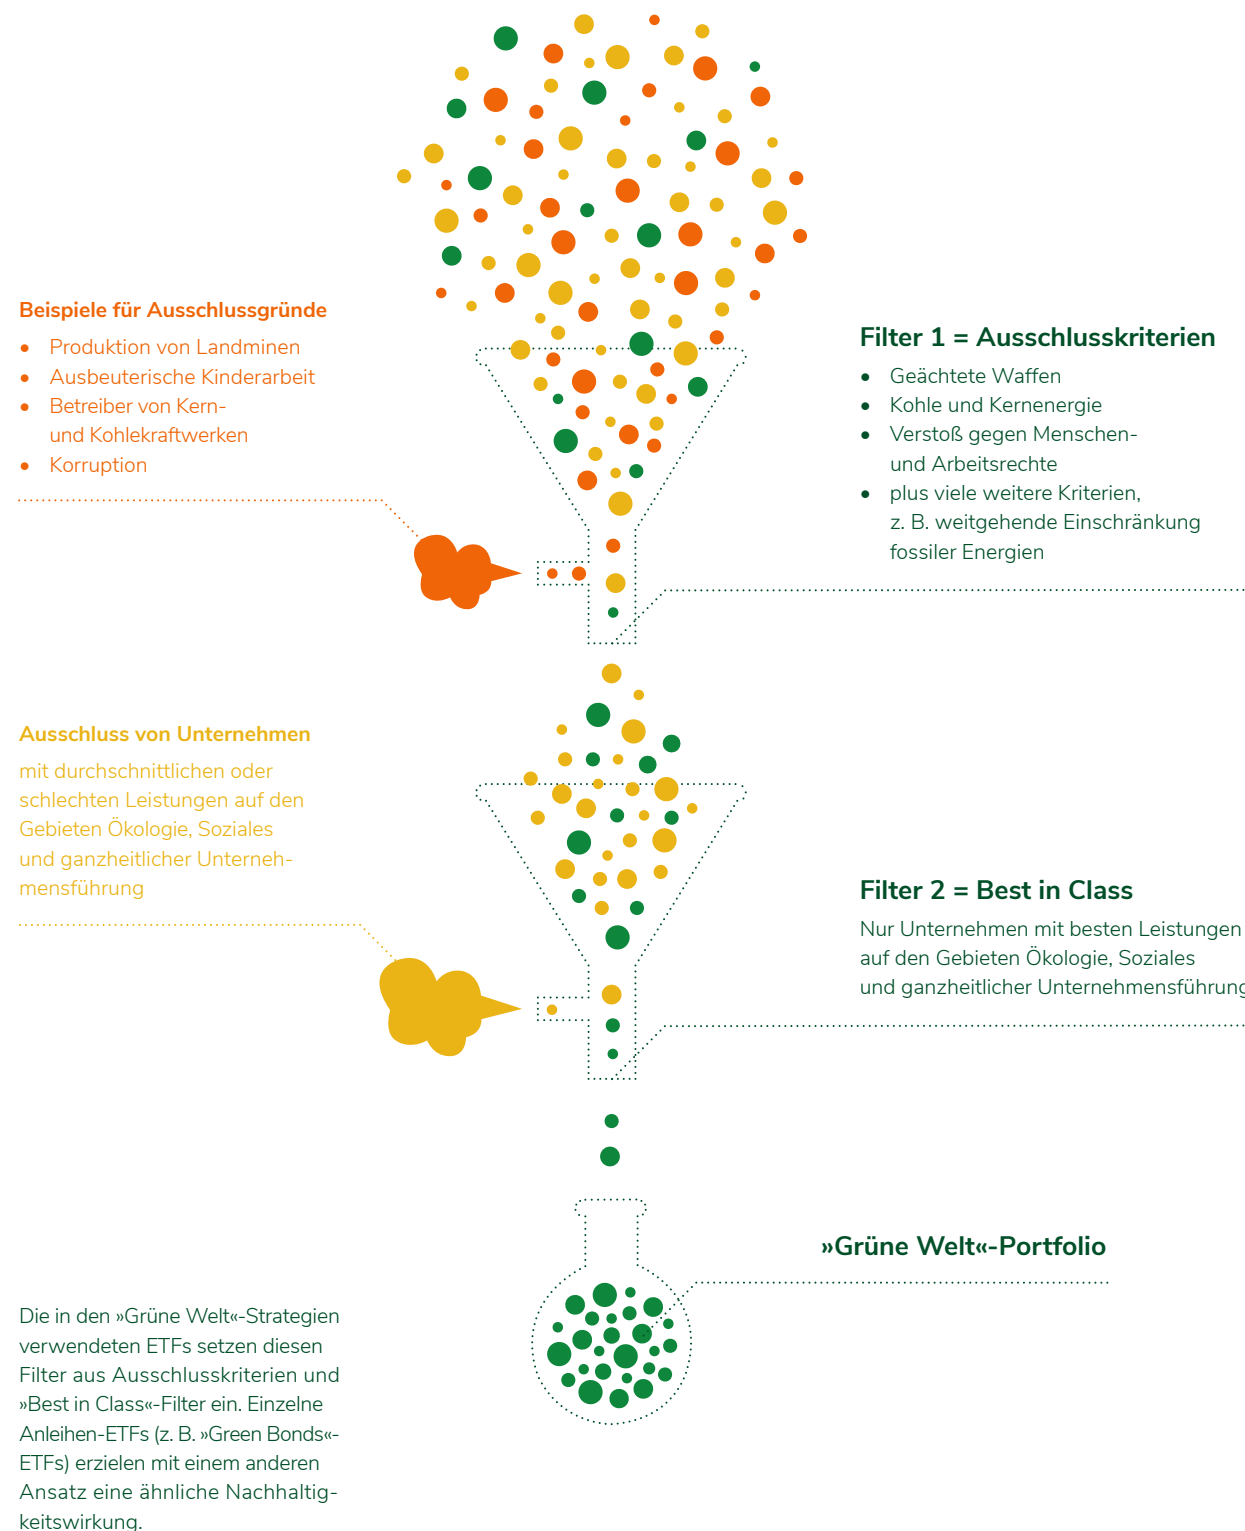 Beispiele für Ausschlussgründe
• Produktion von Landminen
• Ausbeuterische Kinderarbeit
• Betreiber von Kern-
und Kohlekraftwerken
• Korruption
Filter 1 = Ausschlusskriterien
• Geächtete Waffen
• Kohle und Kernenergie
• Verstoß gegen Menschen-
und Arbeitsrechte
• plus viele weitere Kriterien,
z. B. weitgehende Einschränkung
fossiler Energien
Ausschluss von Unternehmen
mit durchschnittlichen oder
schlechten Leistungen auf den
Gebieten Ökologie, Soziales
und ganzheitlicher Unterneh-
mensführung
Filter 2 = Best in Class
Nur Unternehmen mit besten Leistungen
auf den Gebieten Ökologie, Soziales
und ganzheitlicher Unternehmensführung
»Grüne Welt«-Portfolio
Die in den »Grüne Welt«-Strategien
verwendeten ETFs setzen diesen
Filter aus Ausschlusskriterien und
»Best in Class«-Filter ein. Einzelne
Anleihen-ETFs (z. B. »Green Bonds«-
ETFs) erzielen mit einem anderen
Ansatz eine ähnliche Nachhaltig-
keitswirkung.